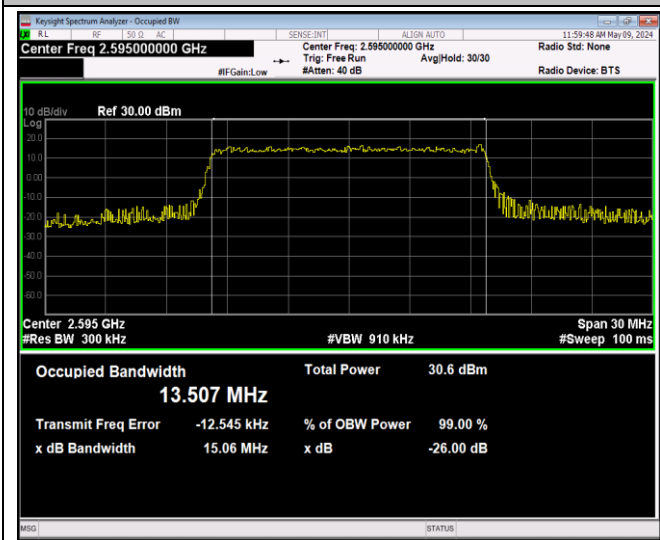 Keysight Spectrum Analyzer - Occupied BW
RL RF 50 Ω AC SENSE:INT ALIGN AUTO 11:59:48 AM May 09, 2024
Center Freq 2.595000000 GHz
Center Freq: 2.595000000 GHz
Radio Std: None
Trig: Free Run Avg|Hold: 30/30
#IFGain:Low #Atten: 40 dB Radio Device: BTS
10 dB/div Ref 30.00 dBm
Log
20.0
10.0
0.00
-10.0
-20.0
-30.0
-40.0
-50.0
-60.0
Center 2.595 GHz Span 30 MHz
#Res BW 300 kHz #VBW 910 kHz #Sweep 100 ms
Occupied Bandwidth Total Power 30.6 dBm
13.507 MHz
Transmit Freq Error -12.545 kHz % of OBW Power 99.00 %
x dB Bandwidth 15.06 MHz x dB -26.00 dB
MSG STATUS